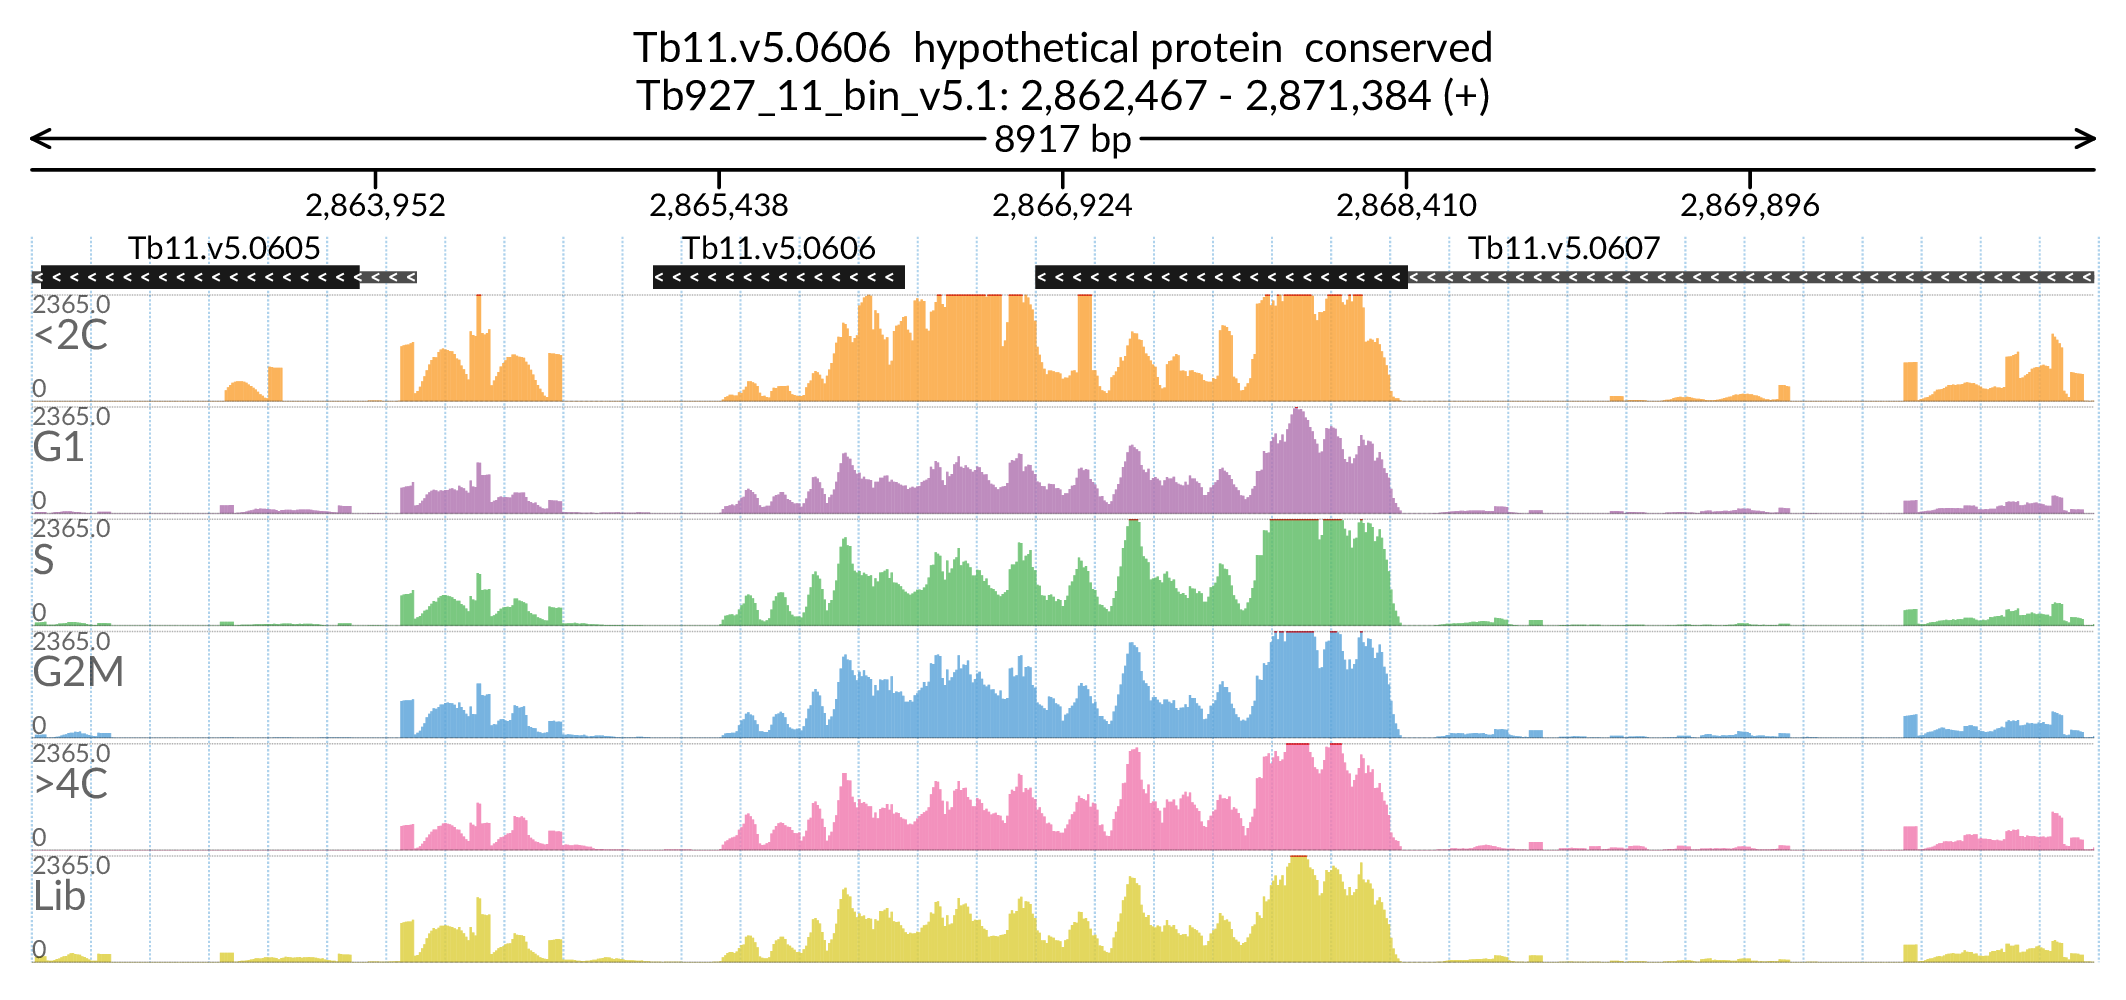 Tb11.v5.0606 hypothetical protein conserved
Tb927_11_bin_v5.1: 2,862,467 - 2,871,384 (+)
8917 bp
2,863,952 2,865,438 2,866,924 2,868,410 2,869,896
Tb11.v5.0605 Tb11.v5.0606 Tb11.v5.0607
2365.0
<2C
0
2365.0
G1
0
2365.0
S
0
2365.0
G2M
0
2365.0
>4C
0
2365.0
Lib
0